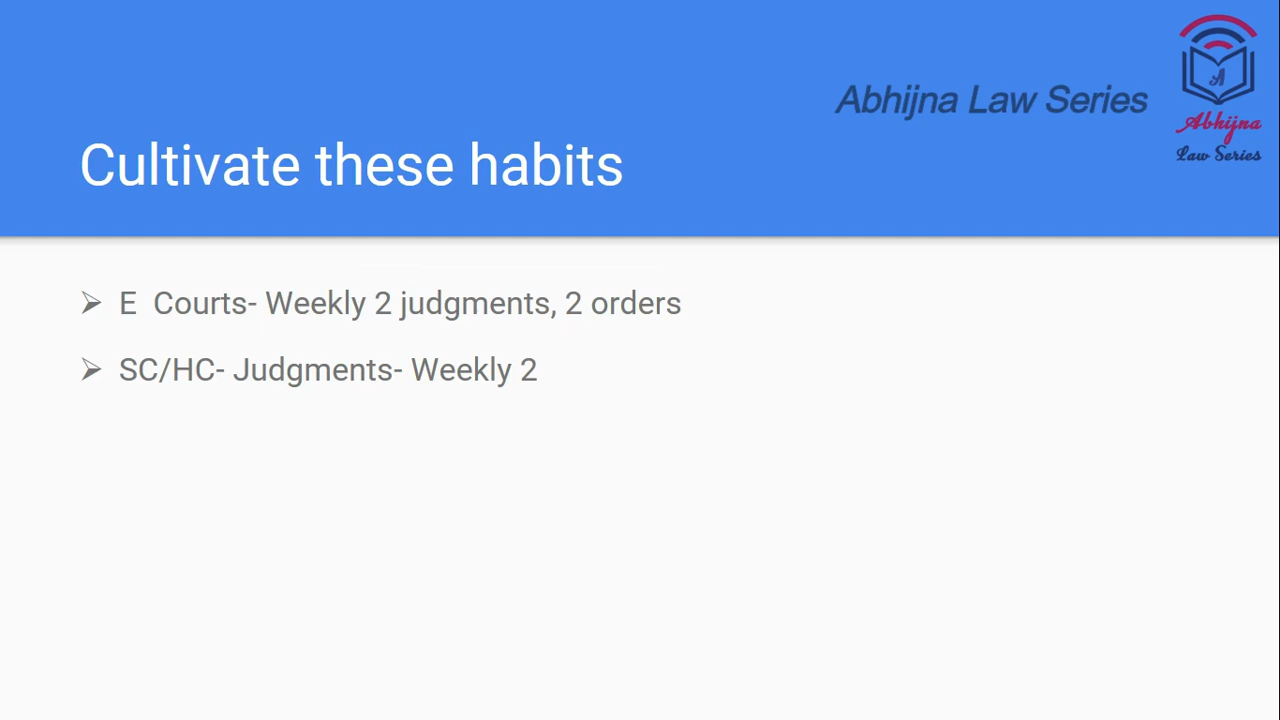 Abhijna Law Series
A
Abhijna
Law Series
Cultivate these habits
E  Courts- Weekly 2 judgments, 2 orders
SC/HC- Judgments- Weekly 2